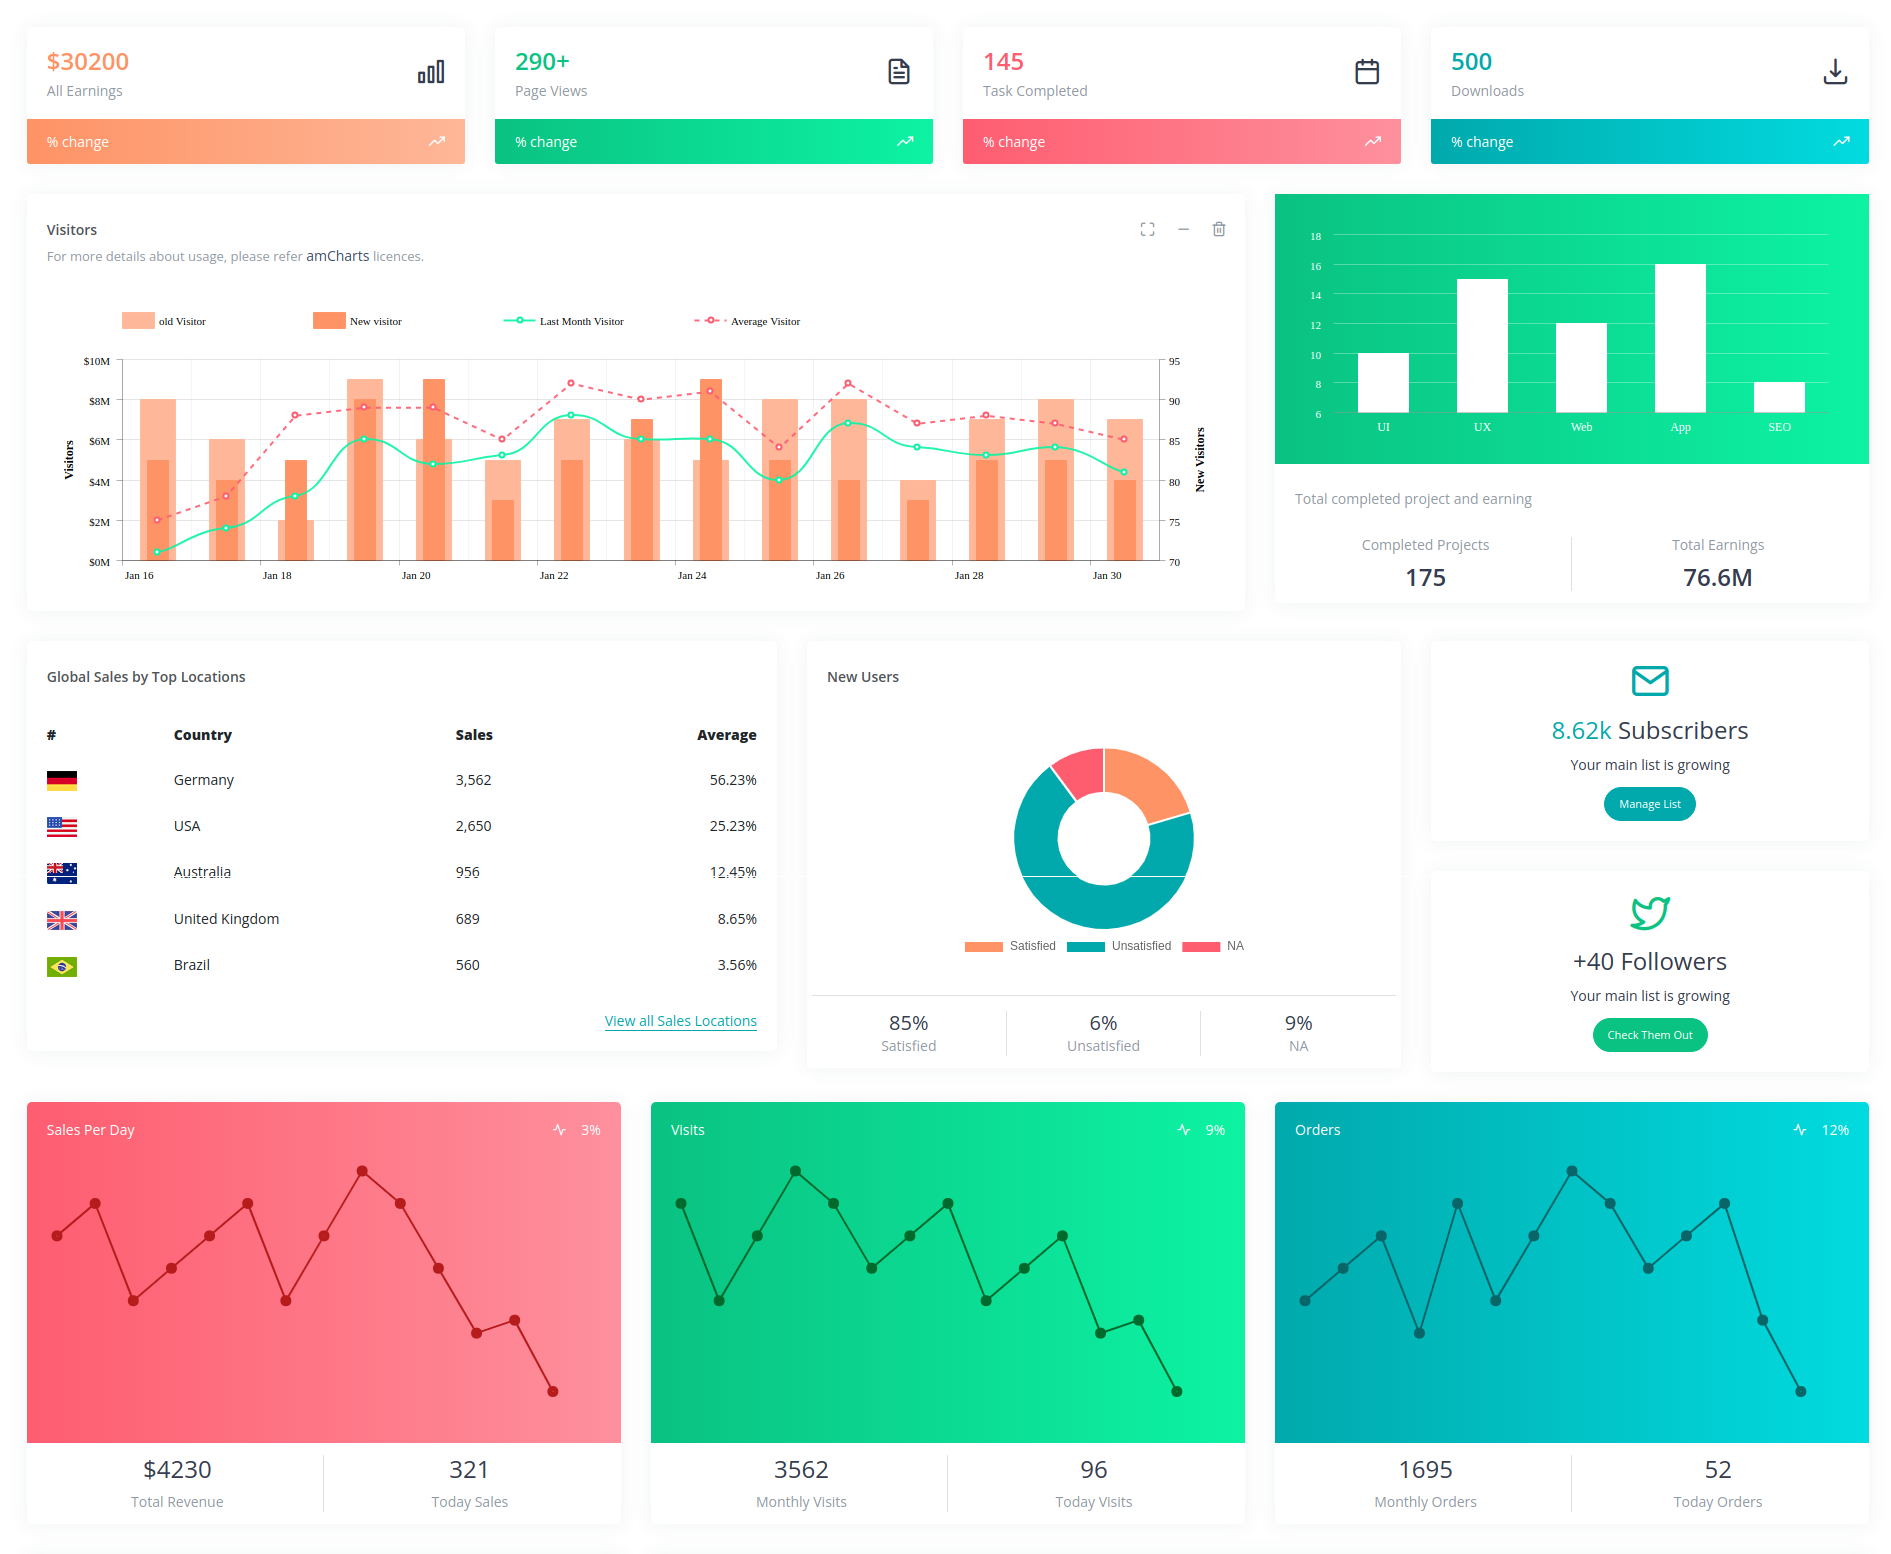 $30200
All Earnings
% change
290+
Page Views
% change
145
Task Completed
% change
500
Downloads
% change
Visitors
For more details about usage, please refer amCharts licences.
old Visitor
New visitor
Last Month Visitor
Average Visitor
$10M
$8M
$6M
$4M
$2M
$0M
Visitors
95
90
85
80
75
70
New Visitors
Jan 16
Jan 18
Jan 20
Jan 22
Jan 24
Jan 26
Jan 28
Jan 30
18
16
14
12
10
8
6
UI
UX
Web
App
SEO
Total completed project and earning
Completed Projects
175
Total Earnings
76.6M
Global Sales by Top Locations
# Country Sales Average
Germany 3,562 56.23%
USA 2,650 25.23%
Australia 956 12.45%
United Kingdom 689 8.65%
Brazil 560 3.56%
View all Sales Locations
New Users
Satisfied
Unsatisfied
NA
85%
Satisfied
6%
Unsatisfied
9%
NA
8.62k Subscribers
Your main list is growing
Manage List
+40 Followers
Your main list is growing
Check Them Out
Sales Per Day
3%
$4230
Total Revenue
321
Today Sales
Visits
9%
3562
Monthly Visits
96
Today Visits
Orders
12%
1695
Monthly Orders
52
Today Orders